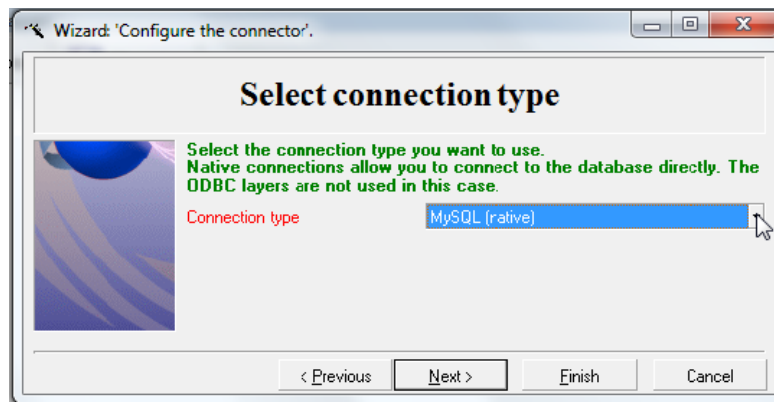 Wizard: 'Configure the connector'.
Select connection type
Select the connection type you want to use.
Native connections allow you to connect to the database directly. The
ODBC layers are not used in this case.
Connection type
MySQL (native)
< Previous
Next >
Finish
Cancel